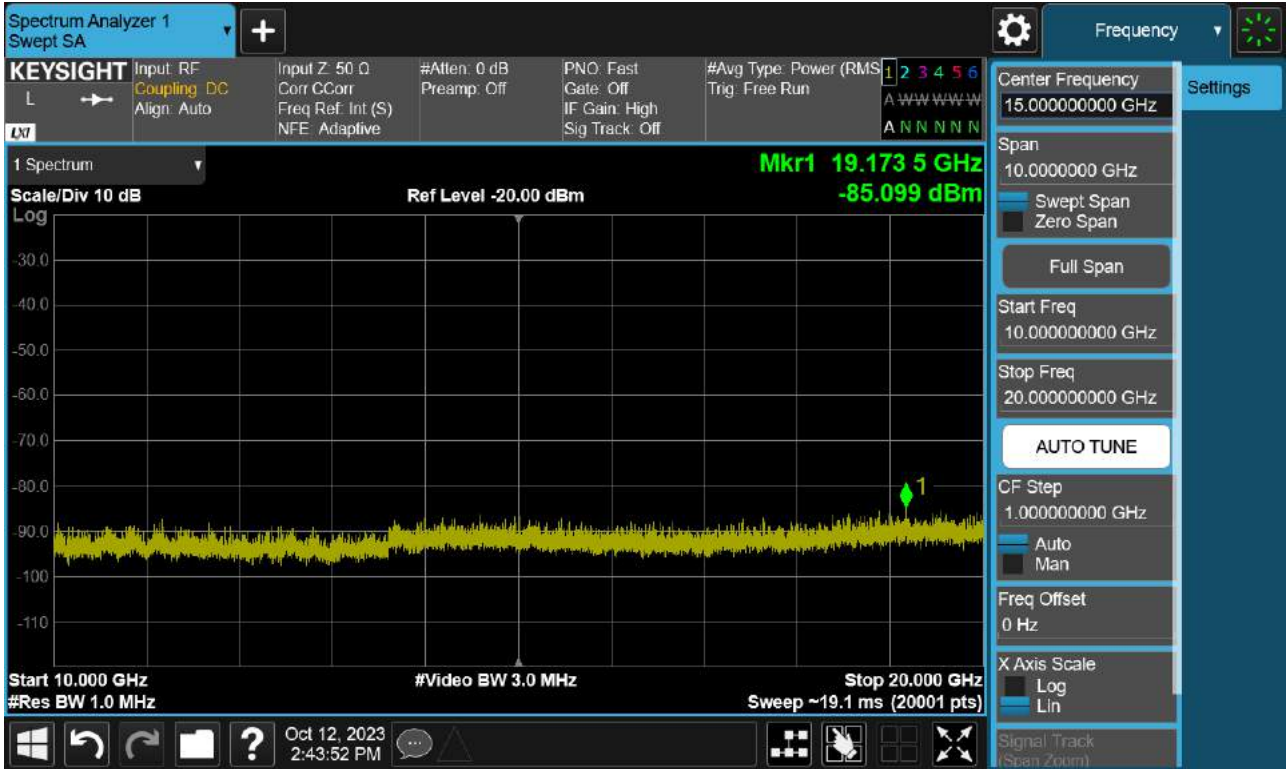 Spectrum Analyzer 1
Swept SA
+
Frequency
KEYSIGHT
L
LXI
Input: RF
Coupling: DC
Align: Auto
Input Z: 50 Ω
Corr CCorr
Freq Ref: Int (S)
NFE: Adaptive
#Atten: 0 dB
Preamp: Off
PNO: Fast
Gate: Off
IF Gain: High
Sig Track: Off
#Avg Type: Power (RMS
Trig: Free Run
1 2 3 4 5 6
A W W W W W
A N N N N N
1 Spectrum
Mkr1 19.173 5 GHz
Scale/Div 10 dB
Ref Level -20.00 dBm
-85.099 dBm
Log
-30.0
-40.0
-50.0
-60.0
-70.0
-80.0
-90.0
-100
-110
1
Start 10.000 GHz
#Video BW 3.0 MHz
Stop 20.000 GHz
#Res BW 1.0 MHz
Sweep ~19.1 ms (20001 pts)
?
Oct 12, 2023
2:43:52 PM
Center Frequency
15.000000000 GHz
Settings
Span
10.0000000 GHz
Swept Span
Zero Span
Full Span
Start Freq
10.000000000 GHz
Stop Freq
20.000000000 GHz
AUTO TUNE
CF Step
1.000000000 GHz
Auto
Man
Freq Offset
0 Hz
X Axis Scale
Log
Lin
Signal Track
(Span Zoom)